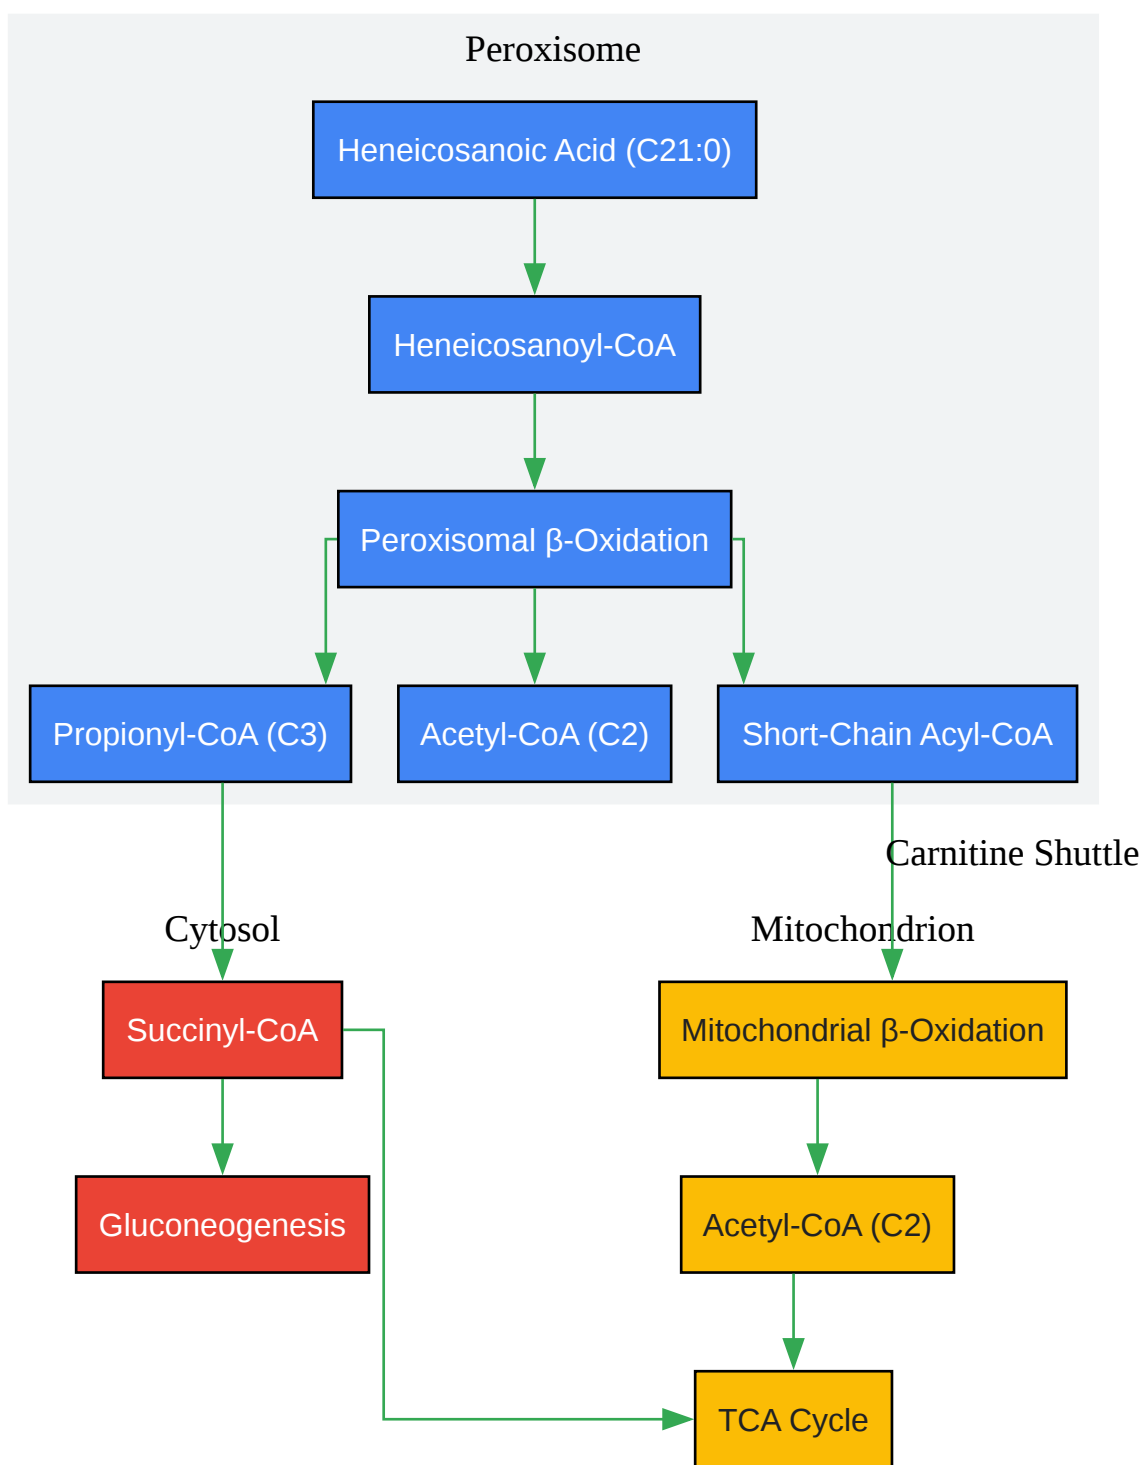 Peroxisome
Heneicosanoic Acid (C21:0)
Heneicosanoyl-CoA
Peroxisomal β-Oxidation
Propionyl-CoA (C3)
Acetyl-CoA (C2)
Short-Chain Acyl-CoA
Carnitine Shuttle
Cytosol
Mitochondrion
Succinyl-CoA
Mitochondrial β-Oxidation
Gluconeogenesis
Acetyl-CoA (C2)
TCA Cycle